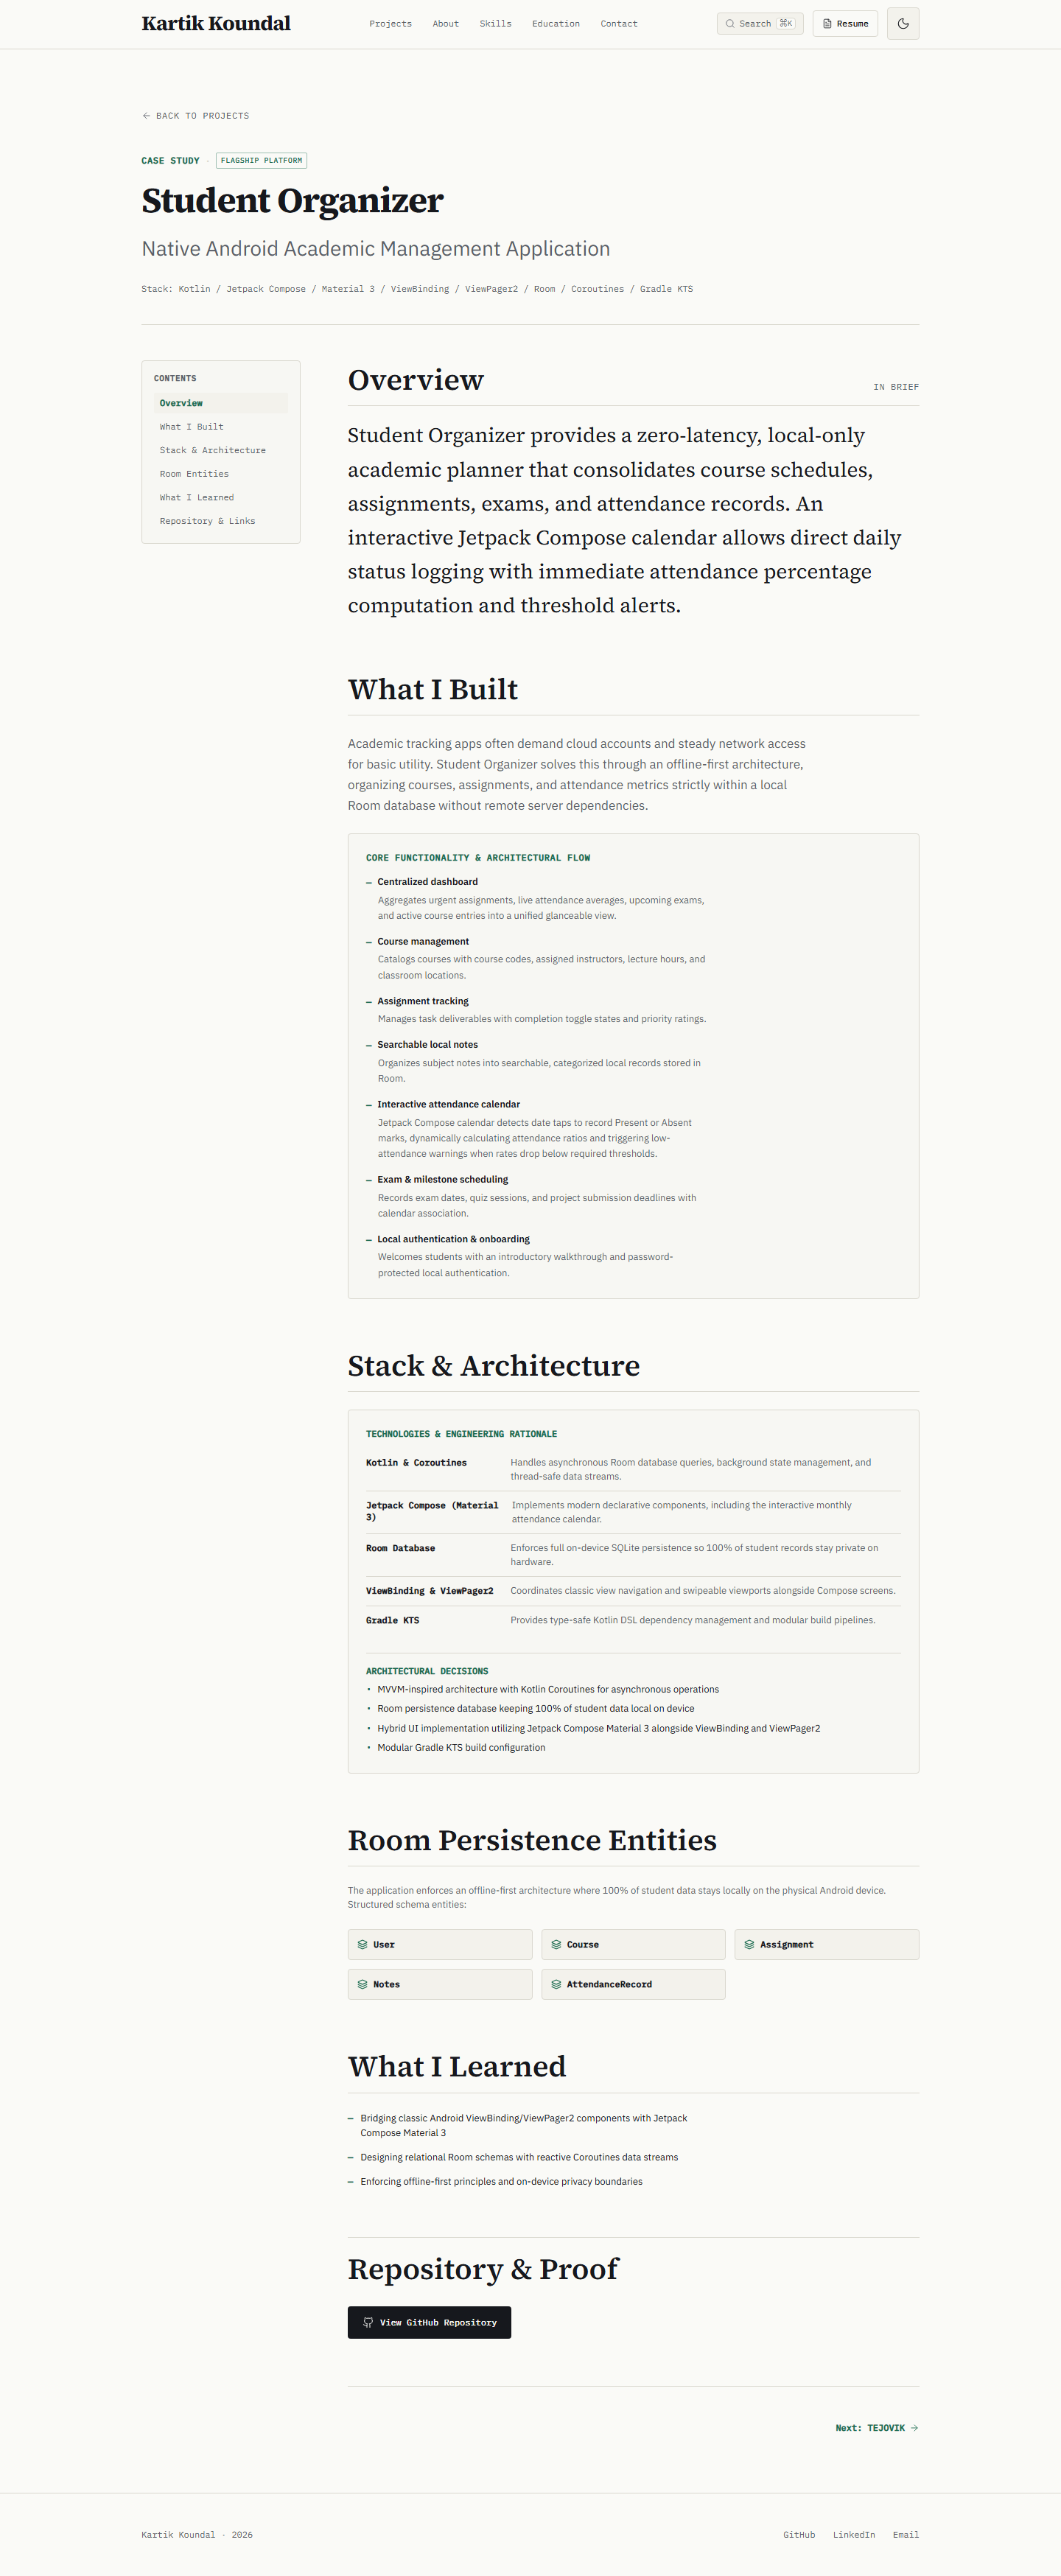 Kartik Koundal
Projects About Skills Education Contact
Search ⌘K Resume
← BACK TO PROJECTS
CASE STUDY · FLAGSHIP PLATFORM
Student Organizer
Native Android Academic Management Application
Stack: Kotlin / Jetpack Compose / Material 3 / ViewBinding / ViewPager2 / Room / Coroutines / Gradle KTS
CONTENTS
Overview
What I Built
Stack & Architecture
Room Entities
What I Learned
Repository & Links
Overview
IN BRIEF
Student Organizer provides a zero-latency, local-only
academic planner that consolidates course schedules,
assignments, exams, and attendance records. An
interactive Jetpack Compose calendar allows direct daily
status logging with immediate attendance percentage
computation and threshold alerts.
What I Built
Academic tracking apps often demand cloud accounts and steady network access
for basic utility. Student Organizer solves this through an offline-first architecture,
organizing courses, assignments, and attendance metrics strictly within a local
Room database without remote server dependencies.
CORE FUNCTIONALITY & ARCHITECTURAL FLOW
— Centralized dashboard
Aggregates urgent assignments, live attendance averages, upcoming exams,
and active course entries into a unified glanceable view.
— Course management
Catalogs courses with course codes, assigned instructors, lecture hours, and
classroom locations.
— Assignment tracking
Manages task deliverables with completion toggle states and priority ratings.
— Searchable local notes
Organizes subject notes into searchable, categorized local records stored in
Room.
— Interactive attendance calendar
Jetpack Compose calendar detects date taps to record Present or Absent
marks, dynamically calculating attendance ratios and triggering low-
attendance warnings when rates drop below required thresholds.
— Exam & milestone scheduling
Records exam dates, quiz sessions, and project submission deadlines with
calendar association.
— Local authentication & onboarding
Welcomes students with an introductory walkthrough and password-
protected local authentication.
Stack & Architecture
TECHNOLOGIES & ENGINEERING RATIONALE
Kotlin & Coroutines
Handles asynchronous Room database queries, background state management, and
thread-safe data streams.
Jetpack Compose (Material
3)
Implements modern declarative components, including the interactive monthly
attendance calendar.
Room Database
Enforces full on-device SQLite persistence so 100% of student records stay private on
hardware.
ViewBinding & ViewPager2
Coordinates classic view navigation and swipeable viewports alongside Compose screens.
Gradle KTS
Provides type-safe Kotlin DSL dependency management and modular build pipelines.
ARCHITECTURAL DECISIONS
• MVVM-inspired architecture with Kotlin Coroutines for asynchronous operations
• Room persistence database keeping 100% of student data local on device
• Hybrid UI implementation utilizing Jetpack Compose Material 3 alongside ViewBinding and ViewPager2
• Modular Gradle KTS build configuration
Room Persistence Entities
The application enforces an offline-first architecture where 100% of student data stays locally on the physical Android device.
Structured schema entities:
User
Course
Assignment
Notes
AttendanceRecord
What I Learned
— Bridging classic Android ViewBinding/ViewPager2 components with Jetpack
Compose Material 3
— Designing relational Room schemas with reactive Coroutines data streams
— Enforcing offline-first principles and on-device privacy boundaries
Repository & Proof
View GitHub Repository
Next: TEJOVIK →
Kartik Koundal · 2026
GitHub LinkedIn Email